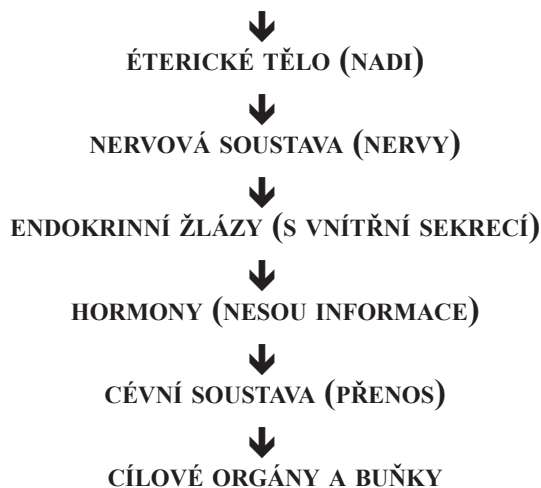 ÉTERICKÉ TĚLO (NADI)
NERVOVÁ SOUSTAVA (NERVY)
ENDOKRINNÍ ŽLÁZY (S VNITŘNÍ SEKRECÍ)
HORMONY (NESOU INFORMACE)
CÉVNÍ SOUSTAVA (PŘENOS)
CÍLOVÉ ORGÁNY A BUŇKY